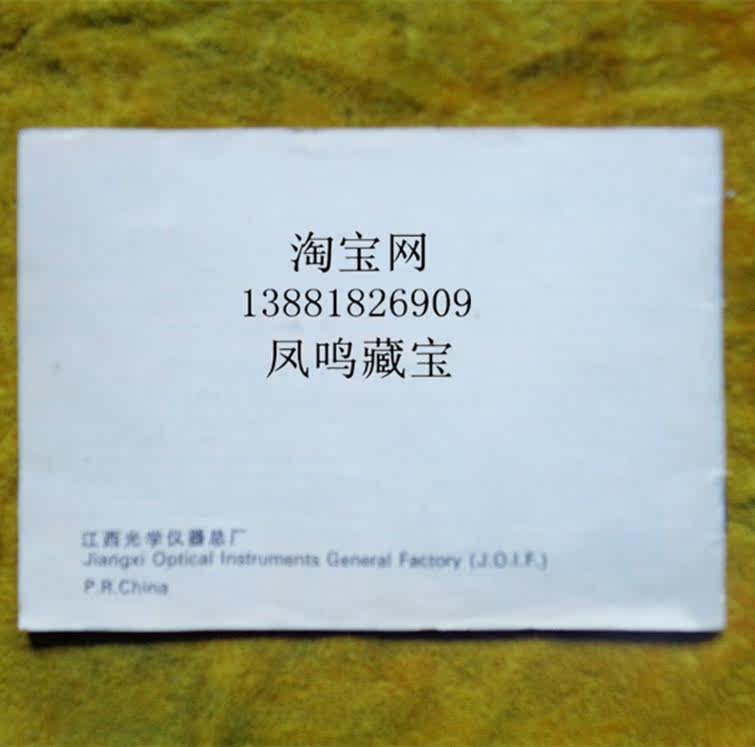 淘宝网
13881826909
凤鸣藏宝
江西光学仪器总厂
Jiangxi Optical Instruments General Factory (J.O.I.F.)
P.R.China